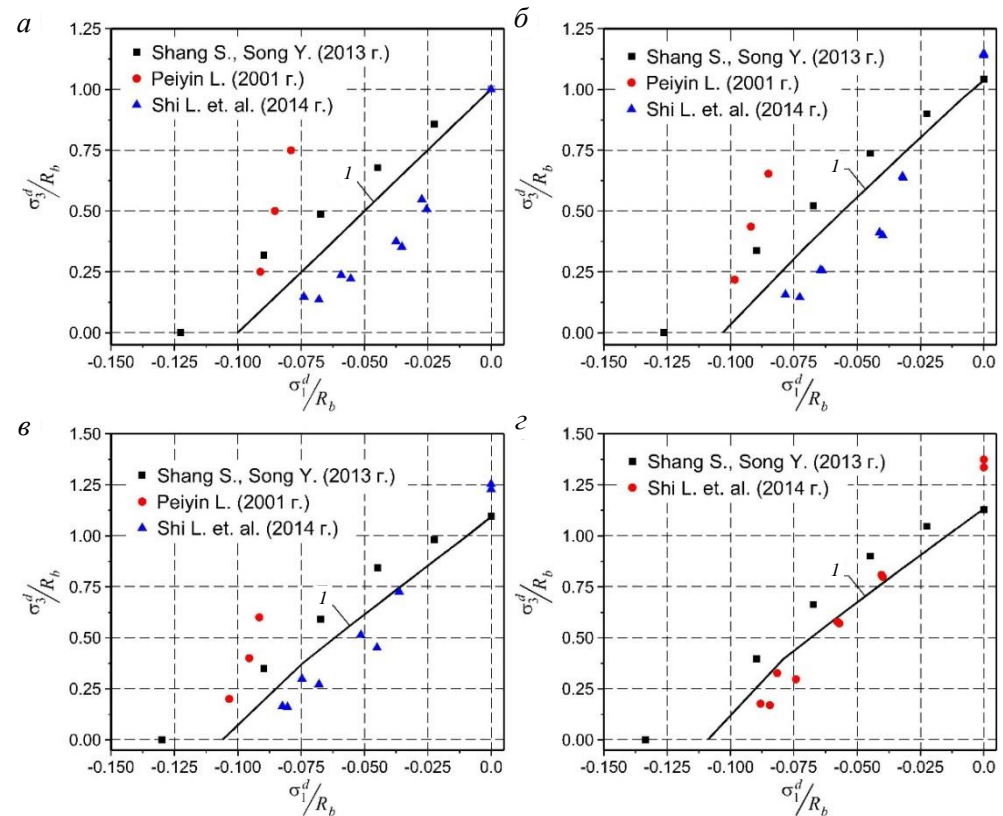 а
1.25
1.00
0.75
0.50
0.25
0.00
σ₃ᵈ/R_b
Shang S., Song Y. (2013 г.)
Peiyin L. (2001 г.)
Shi L. et. al. (2014 г.)
1
-0.150 -0.125 -0.100 -0.075 -0.050 -0.025 0.0
σ₁ᵈ/R_b
б
1.25
1.00
0.75
0.50
0.25
0.00
σ₃ᵈ/R_b
Shang S., Song Y. (2013 г.)
Peiyin L. (2001 г.)
Shi L. et. al. (2014 г.)
1
-0.150 -0.125 -0.100 -0.075 -0.050 -0.025 0.0
σ₁ᵈ/R_b
в
1.50
1.25
1.00
0.75
0.50
0.25
0.00
σ₃ᵈ/R_b
Shang S., Song Y. (2013 г.)
Peiyin L. (2001 г.)
Shi L. et. al. (2014 г.)
1
-0.150 -0.125 -0.100 -0.075 -0.050 -0.025 0.0
σ₁ᵈ/R_b
г
1.50
1.25
1.00
0.75
0.50
0.25
0.00
σ₃ᵈ/R_b
Shang S., Song Y. (2013 г.)
Shi L. et. al. (2014 г.)
1
-0.150 -0.125 -0.100 -0.075 -0.050 -0.025 0.0
σ₁ᵈ/R_b